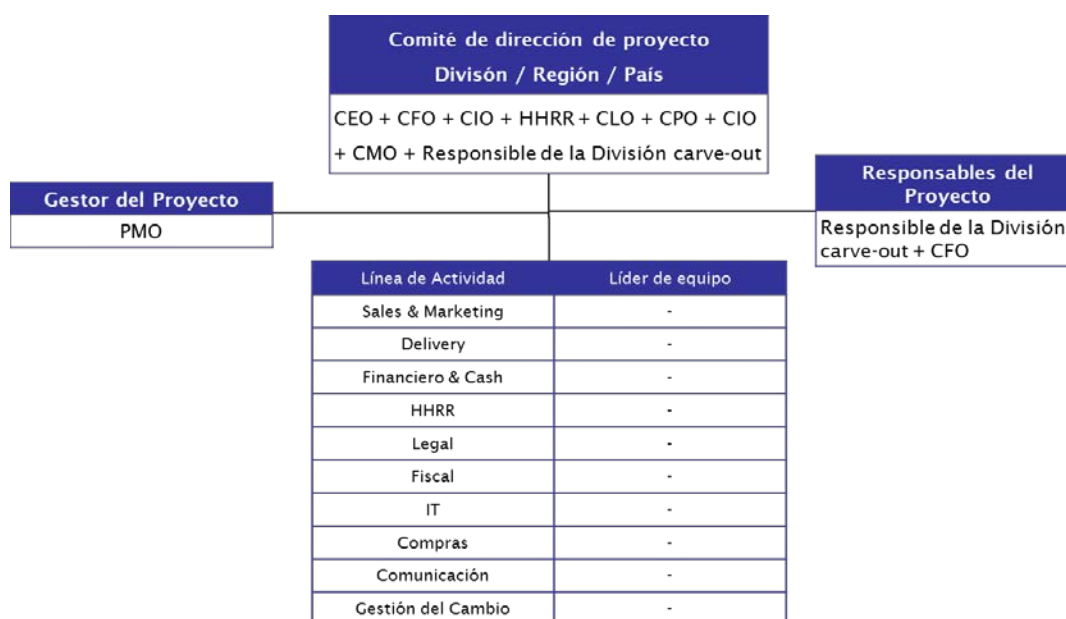 Comité de dirección de proyecto
Divisón / Región / País
CEO + CFO + CIO + HHRR + CLO + CPO + CIO
+ CMO + Responsible de la División carve-out
Gestor del Proyecto
PMO
Responsables del
Proyecto
Responsible de la División
carve-out + CFO
Línea de Actividad Líder de equipo
Sales & Marketing -
Delivery -
Financiero & Cash -
HHRR -
Legal -
Fiscal -
IT -
Compras -
Comunicación -
Gestión del Cambio -